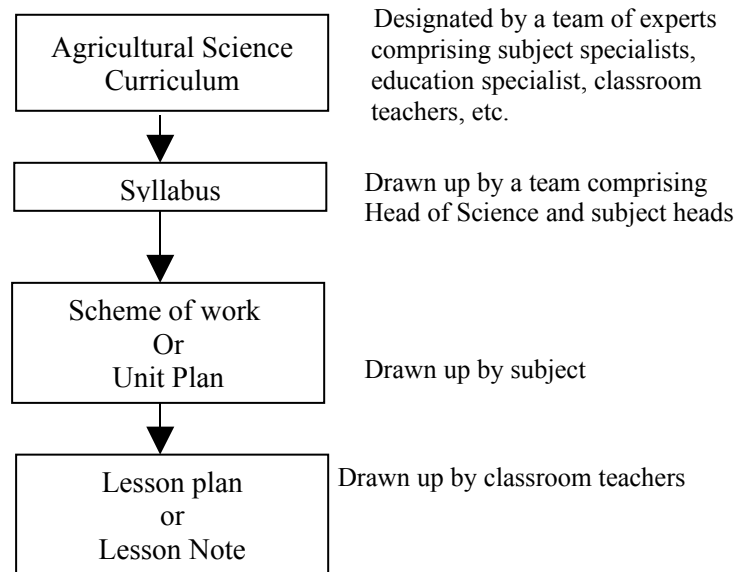 Agricultural Science
Curriculum
Designated by a team of experts
comprising subject specialists,
education specialist, classroom
teachers, etc.
Syllabus
Drawn up by a team comprising
Head of Science and subject heads
Scheme of work
Or
Unit Plan
Drawn up by subject
Lesson plan
or
Lesson Note
Drawn up by classroom teachers